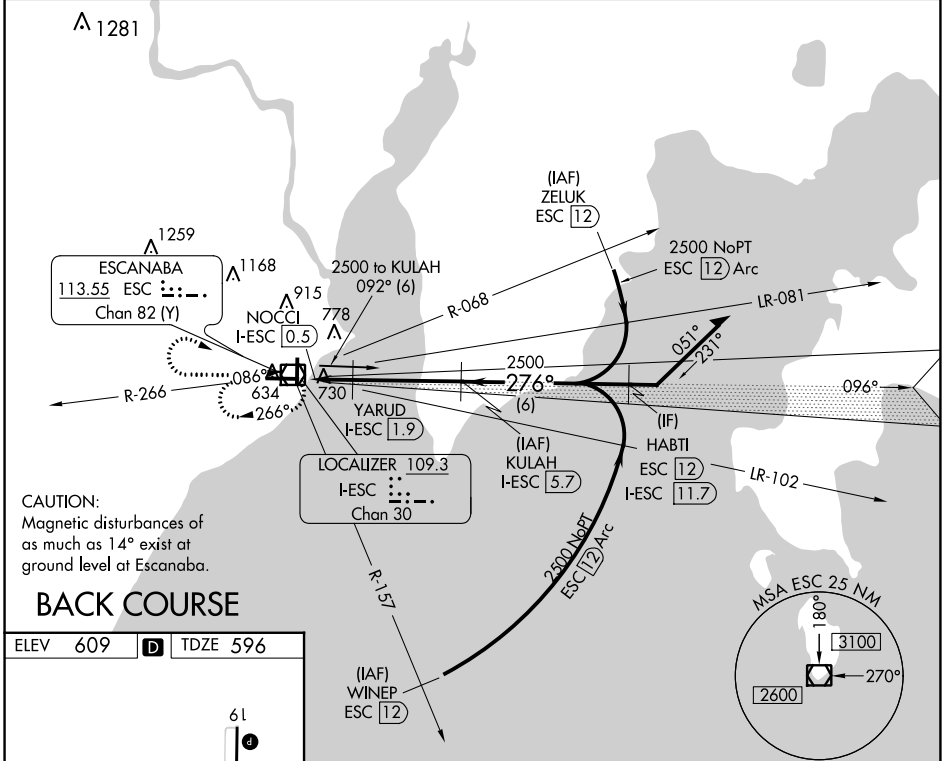 1281
(IAF)
ZELUK
ESC 12
2500 NoPT
ESC 12 Arc
1259
ESCANABA
113.55 ESC
Chan 82 (Y)
1168
2500 to KULAH
092° (6)
R-068
LR-081
915
NOCCI
I-ESC 0.5
778
051°
231°
2500
276°
(6)
096°
086°
634
266°
730
R-266
YARUD
I-ESC 1.9
(IAF)
KULAH
I-ESC 5.7
(IF)
HABTI
ESC 12
I-ESC 11.7
LR-102
LOCALIZER 109.3
I-ESC
Chan 30
CAUTION:
Magnetic disturbances of
as much as 14° exist at
ground level at Escanaba.
2500 NoPT
ESC 12 Arc
R-157
BACK COURSE
MSA ESC 25 NM
180°
3100
270°
2600
ELEV 609 D TDZE 596
(IAF)
WINEP
ESC 12
19
P